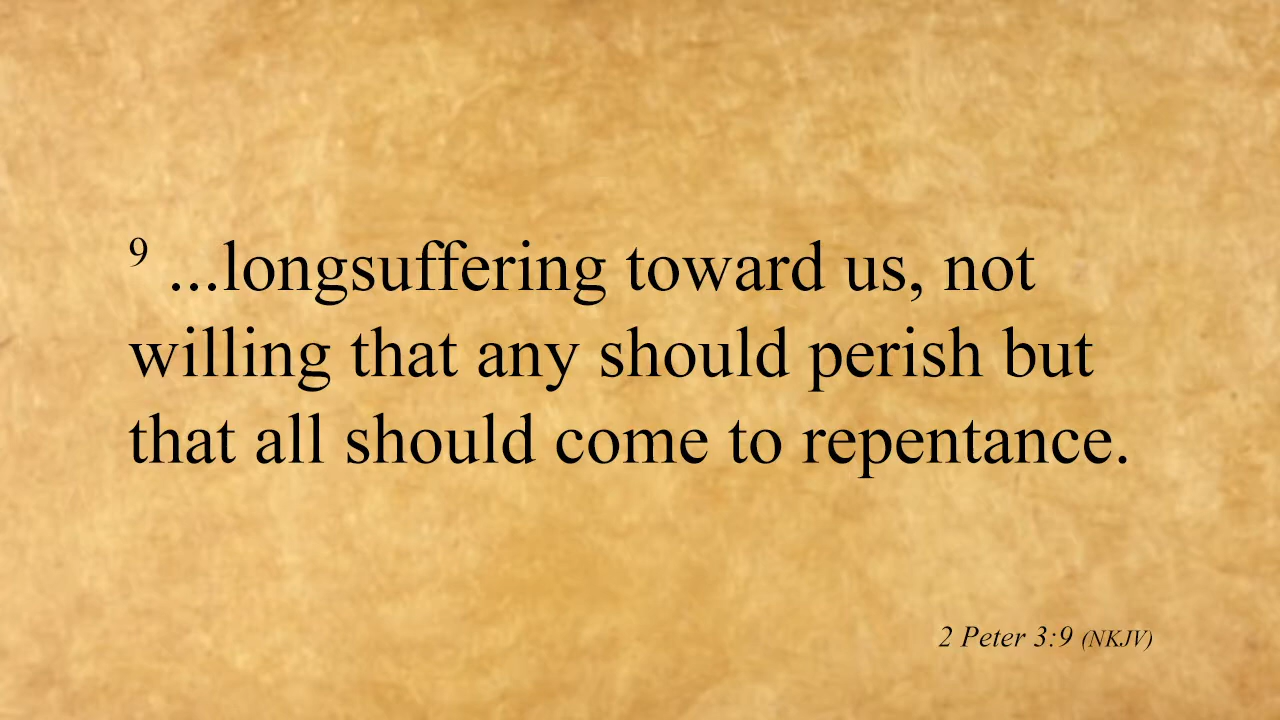 9 ...longsuffering toward us, not
willing that any should perish but
that all should come to repentance.
2 Peter 3:9 (NKJV)